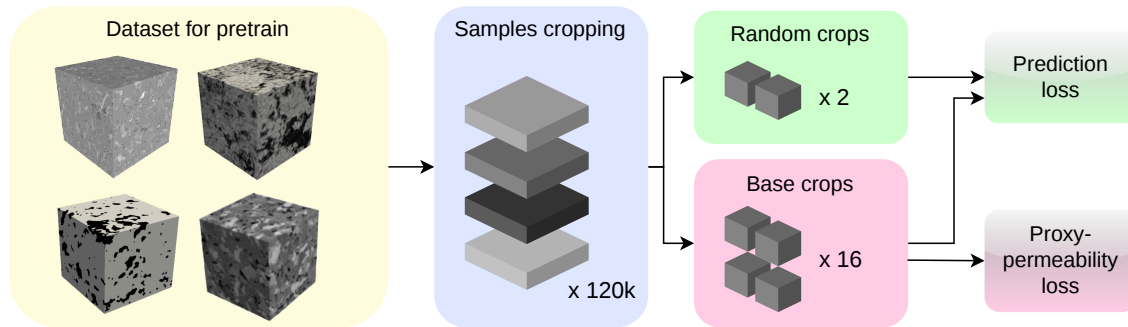 Dataset for pretrain
Samples cropping
x 120k
Random crops
x 2
Base crops
x 16
Prediction
loss
Proxy-
permeability
loss